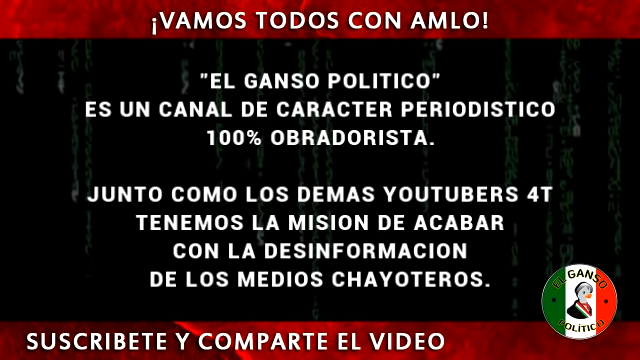 ¡VAMOS TODOS CON AMLO!
"EL GANSO POLITICO"
ES UN CANAL DE CARACTER PERIODISTICO
100% OBRADORISTA.
JUNTO COMO LOS DEMAS YOUTUBERS 4T
TENEMOS LA MISION DE ACABAR
CON LA DESINFORMACION
DE LOS MEDIOS CHAYOTEROS.
EL GANSO
POLÍTICO
SUSCRIBETE Y COMPARTE EL VIDEO